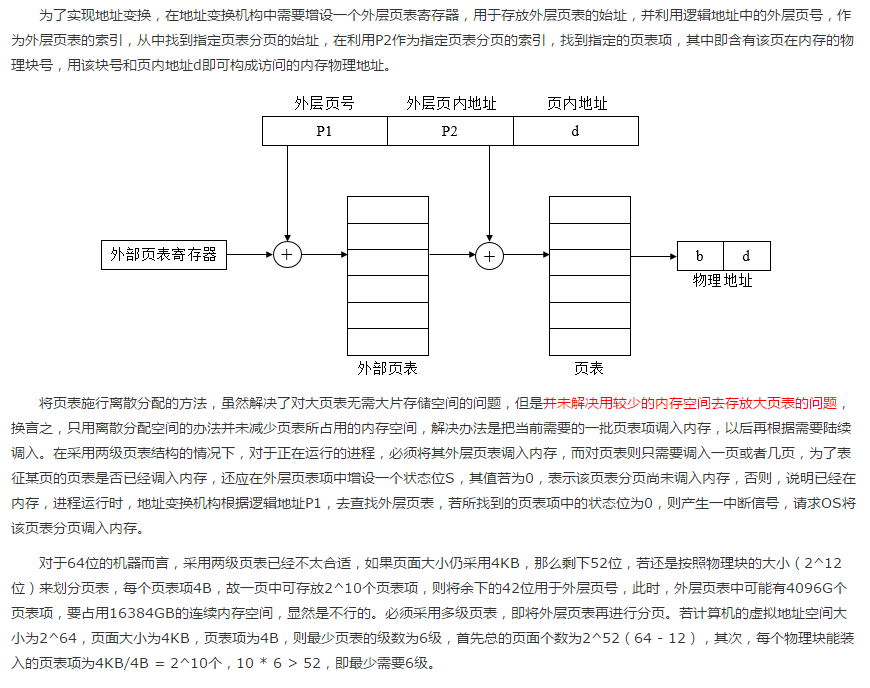 为了实现地址变换，在地址变换机构中需要增设一个外层页表寄存器，用于存放外层页表的始址，并利用逻辑地址中的外层页号，作
为外层页表的索引，从中找到指定页表分页的始址，在利用P2作为指定页表分页的索引，找到指定的页表项，其中即含有该页在内存的物
理块号，用该块号和页内地址d即可构成访问的内存物理地址。
外层页号 外层页内地址 页内地址
P1 P2 d
外部页表寄存器 + + b d
物理地址
外部页表 页表
将页表施行离散分配的方法，虽然解决了对大页表无需大片存储空间的问题，但是并未解决用较少的内存空间去存放大页表的问题，
换言之，只用离散分配空间的办法并未减少页表所占用的内存空间，解决办法是把当前需要的一批页表项调入内存，以后再根据需要陆续
调入。在采用两级页表结构的情况下，对于正在运行的进程，必须将其外层页表调入内存，而对页表则只需要调入一页或者几页，为了表
征某页的页表是否已经调入内存，还应在外层页表项中增设一个状态位S，其值若为0，表示该页表分页尚未调入内存，否则，说明已经在
内存，进程运行时，地址变换机构根据逻辑地址P1，去查找外层页表，若所找到的页表项中的状态位为0，则产生一中断信号，请求OS将
该页表分页调入内存。
对于64位的机器而言，采用两级页表已经不太合适，如果页面大小仍采用4KB，那么剩下52位，若还是按照物理块的大小（2^12
位）来划分页表，每个页表项4B，故一页中可存放2^10个页表项，则将余下的42位用于外层页号，此时，外层页表中可能有4096G个
页表项，要占用16384GB的连续内存空间，显然是不行的。必须采用多级页表，即将外层页表再进行分页。若计算机的虚拟地址空间大
小为2^64，页面大小为4KB，页表项为4B，则最少页表的级数为6级，首先总的页面个数为2^52（64 - 12），其次，每个物理块能装
入的页表项为4KB/4B = 2^10个，10 * 6 > 52，即最少需要6级。